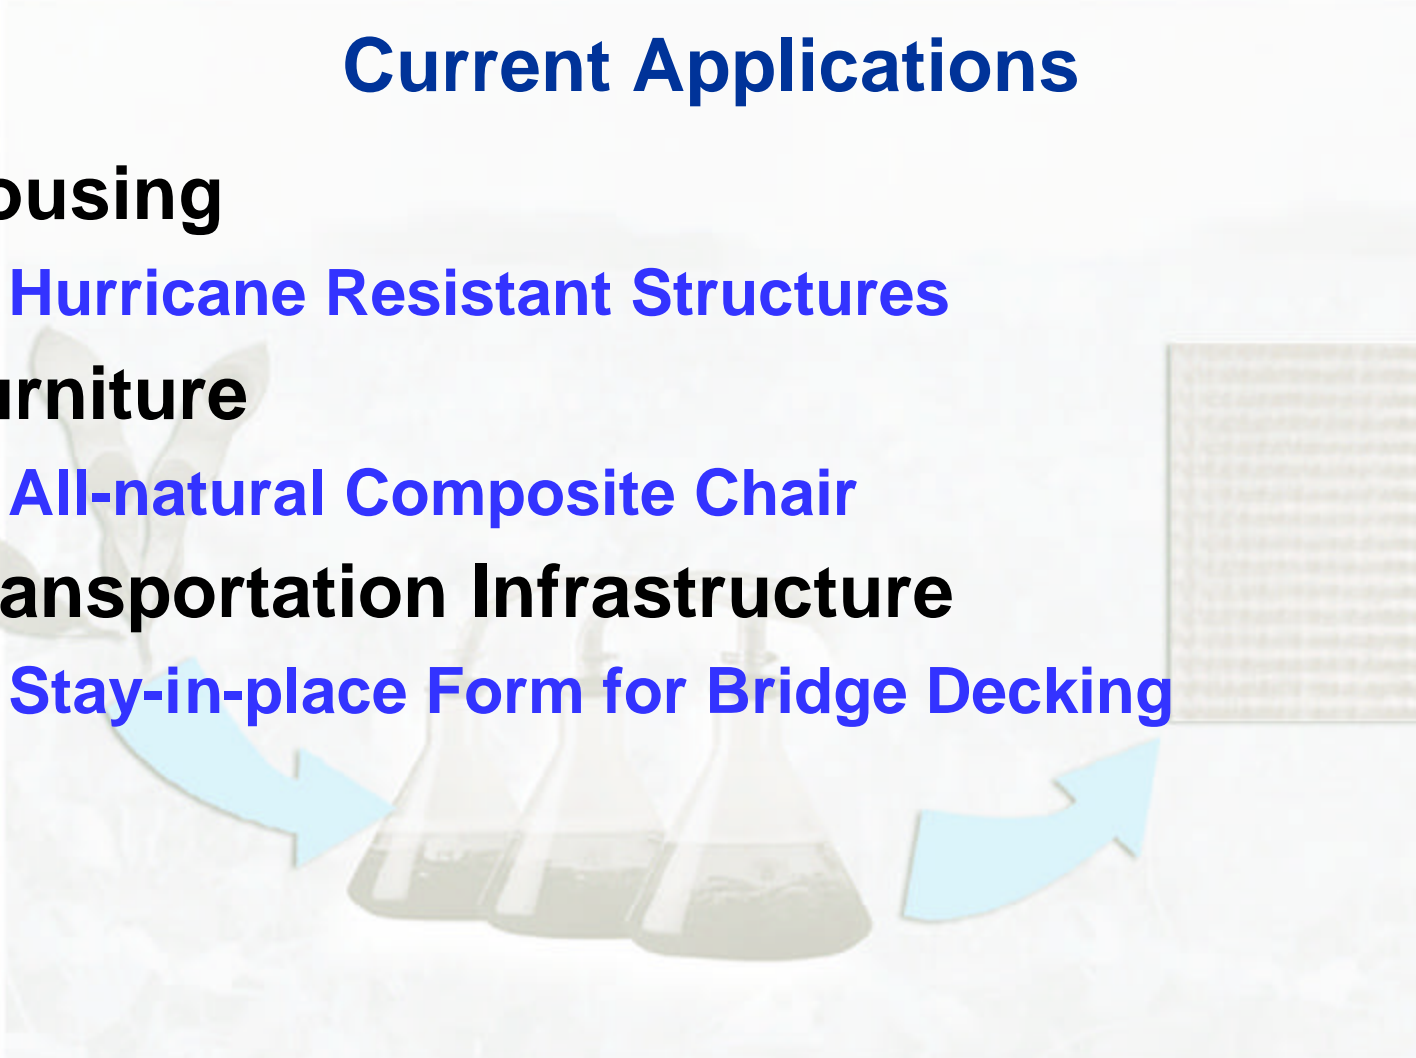 Current Applications
ousing
Hurricane Resistant Structures
urniture
All-natural Composite Chair
ansportation Infrastructure
Stay-in-place Form for Bridge Decking